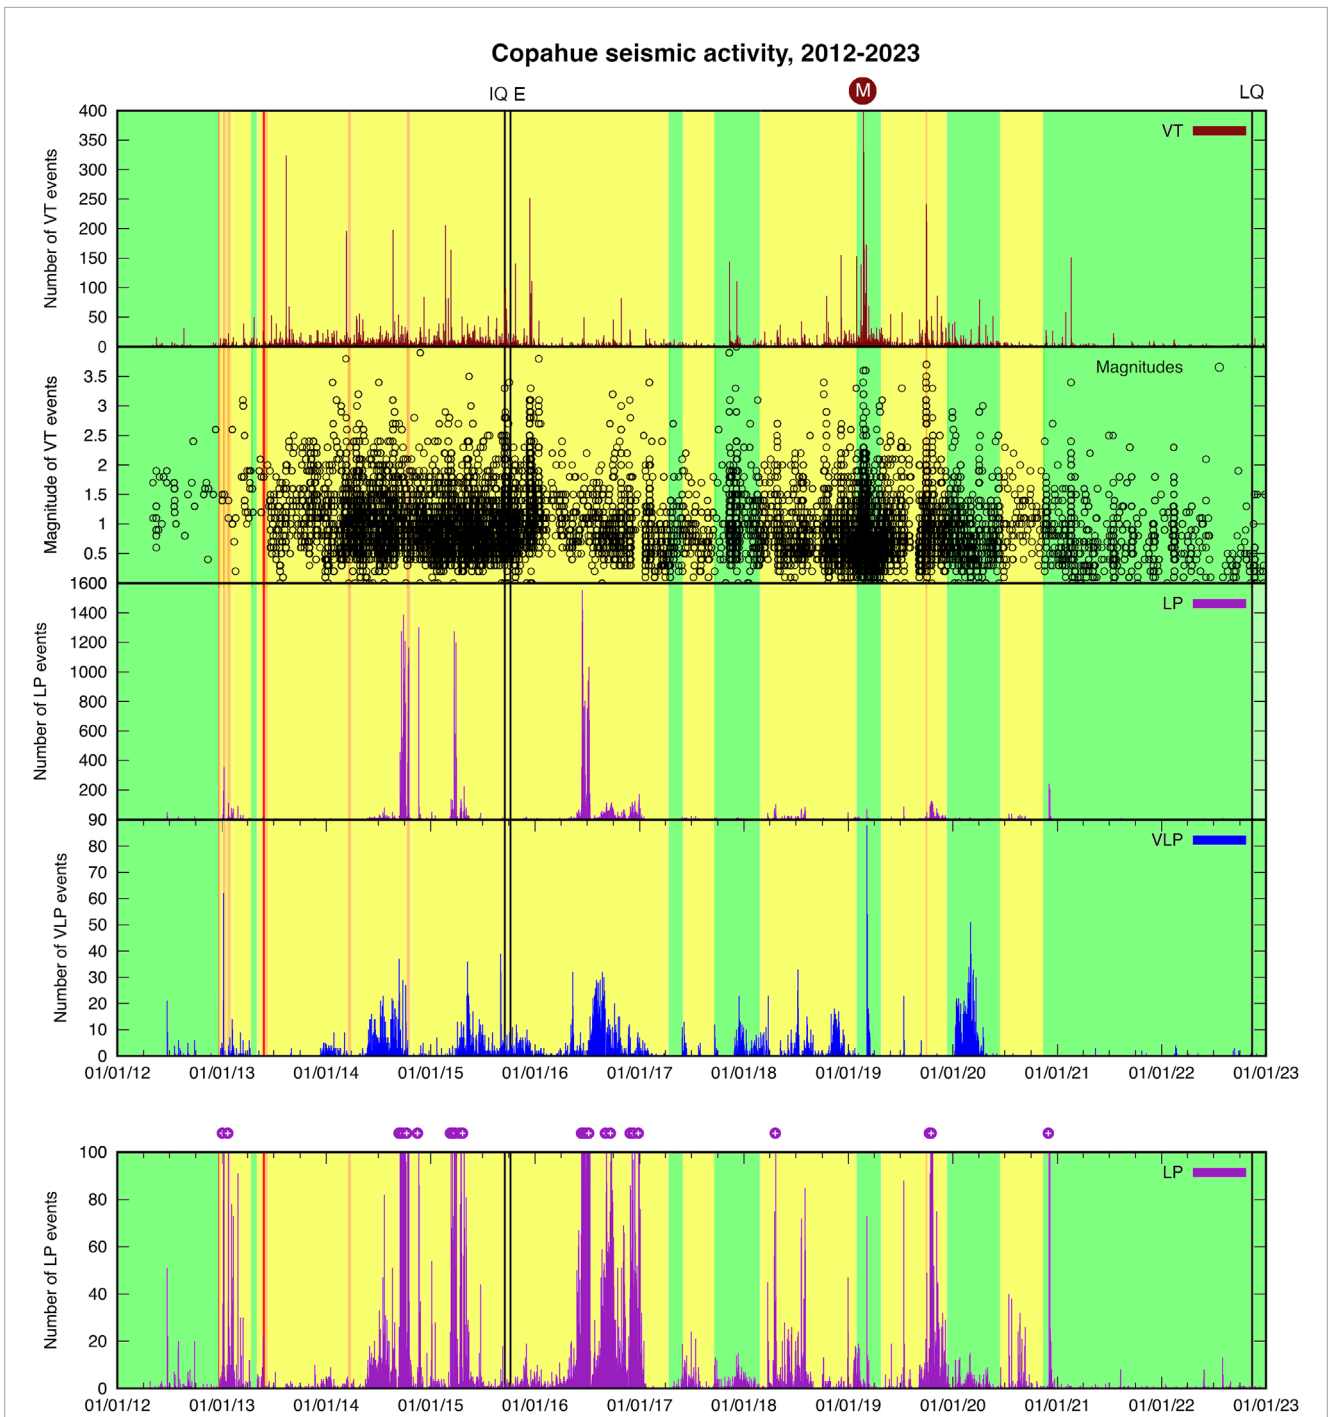 Copahue seismic activity, 2012-2023
IQ E
M
LQ
400
350
300
250
200
150
100
50
0
Number of VT events
VT
3.5
3
2.5
2
1.5
1
0.5
Magnitude of VT events
Magnitudes
1600
1400
1200
1000
800
600
400
200
Number of LP events
LP
90
80
70
60
50
40
30
20
10
0
Number of VLP events
VLP
01/01/12 01/01/13 01/01/14 01/01/15 01/01/16 01/01/17 01/01/18 01/01/19 01/01/20 01/01/21 01/01/22 01/01/23
100
80
60
40
20
0
Number of LP events
LP
01/01/12 01/01/13 01/01/14 01/01/15 01/01/16 01/01/17 01/01/18 01/01/19 01/01/20 01/01/21 01/01/22 01/01/23